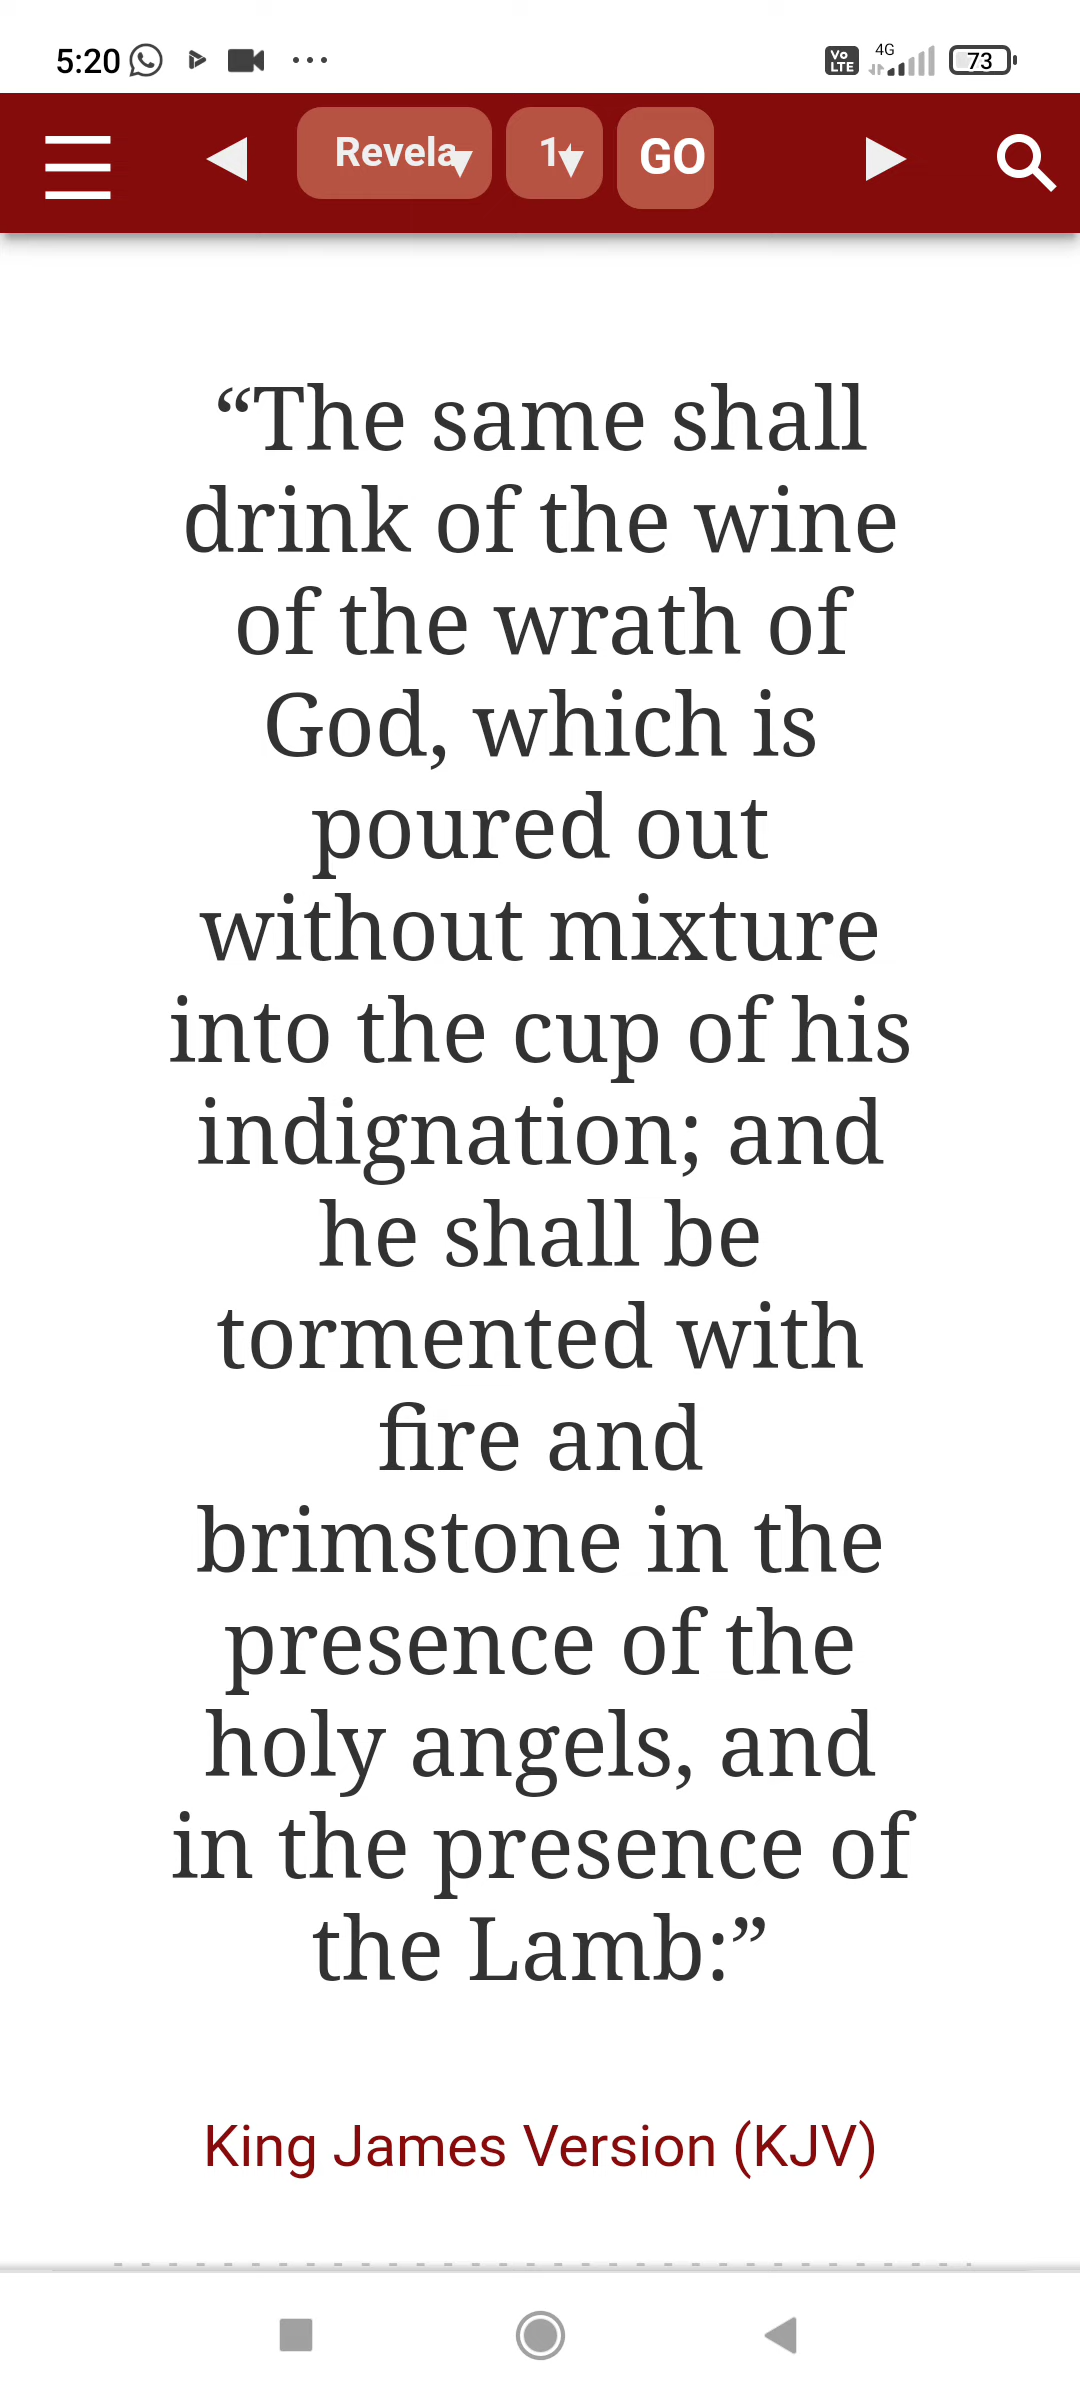 5:20 4G VoLTE 73
Revela 1 GO
“The same shall
drink of the wine
of the wrath of
God, which is
poured out
without mixture
into the cup of his
indignation; and
he shall be
tormented with
fire and
brimstone in the
presence of the
holy angels, and
in the presence of
the Lamb:”
King James Version (KJV)